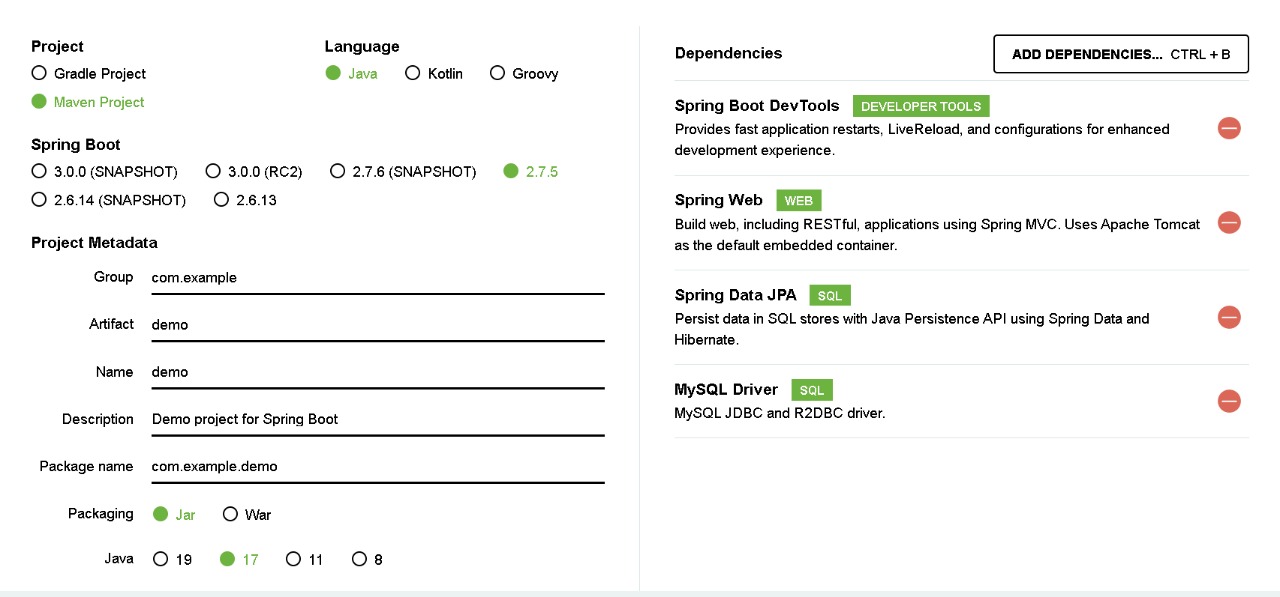 Project
Language
Gradle Project
Java Kotlin Groovy
Maven Project
Spring Boot
3.0.0 (SNAPSHOT) 3.0.0 (RC2) 2.7.6 (SNAPSHOT) 2.7.5
2.6.14 (SNAPSHOT) 2.6.13
Project Metadata
Group com.example
Artifact demo
Name demo
Description Demo project for Spring Boot
Package name com.example.demo
Packaging Jar War
Java 19 17 11 8
Dependencies ADD DEPENDENCIES... CTRL + B
Spring Boot DevTools DEVELOPER TOOLS
Provides fast application restarts, LiveReload, and configurations for enhanced
development experience.
Spring Web WEB
Build web, including RESTful, applications using Spring MVC. Uses Apache Tomcat
as the default embedded container.
Spring Data JPA SQL
Persist data in SQL stores with Java Persistence API using Spring Data and
Hibernate.
MySQL Driver SQL
MySQL JDBC and R2DBC driver.